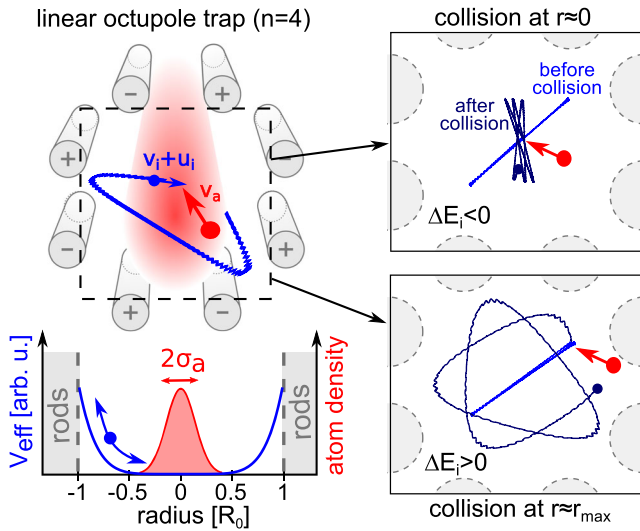 linear octupole trap (n=4)
−
+
+
−
−
+
−
+
vᵢ+uᵢ
vₐ
collision at r≈0
before
collision
after
collision
ΔEᵢ<0
ΔEᵢ>0
collision at r≈rₘₐₓ
V_eff [arb. u.]
rods
2σₐ
rods
atom density
-1 -0.5 0 0.5 1
radius [R₀]